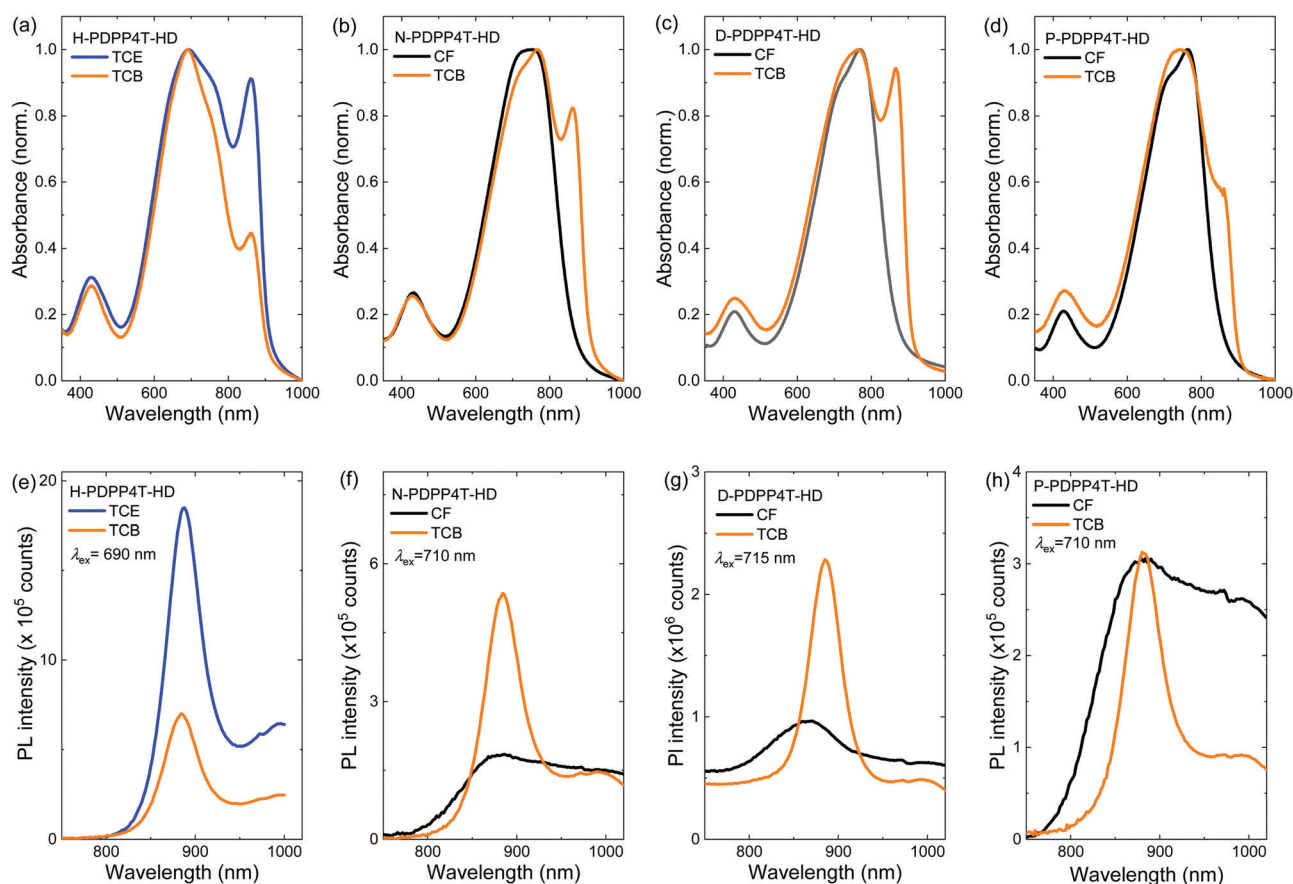 (a)
H-PDPP4T-HD
TCE
TCB
Absorbance (norm.)
1.0
0.8
0.6
0.4
0.2
0.0
400 600 800 1000
Wavelength (nm)
(b)
N-PDPP4T-HD
CF
TCB
Absorbance (norm.)
1.0
0.8
0.6
0.4
0.2
0.0
400 600 800 1000
Wavelength (nm)
(c)
D-PDPP4T-HD
CF
TCB
Absorbance (norm.)
1.0
0.8
0.6
0.4
0.2
0.0
400 600 800 1000
Wavelength (nm)
(d)
P-PDPP4T-HD
CF
TCB
Absorbance (norm.)
1.0
0.8
0.6
0.4
0.2
0.0
400 600 800 1000
Wavelength (nm)
(e)
H-PDPP4T-HD
TCE
TCB
λex= 690 nm
PL intensity (x 10⁵ counts)
20
10
0
800 900 1000
Wavelength (nm)
(f)
N-PDPP4T-HD
CF
TCB
λex=710 nm
PL intensity (x10⁵ counts)
6
3
0
800 900 1000
Wavelength (nm)
(g)
D-PDPP4T-HD
CF
TCB
λex=715 nm
PI intensity (x10⁶ counts)
3
2
1
0
800 900 1000
Wavelength (nm)
(h)
P-PDPP4T-HD
CF
TCB
λex=710 nm
PL intensity (x10⁵ counts)
4
3
2
1
0
800 900 1000
Wavelength (nm)